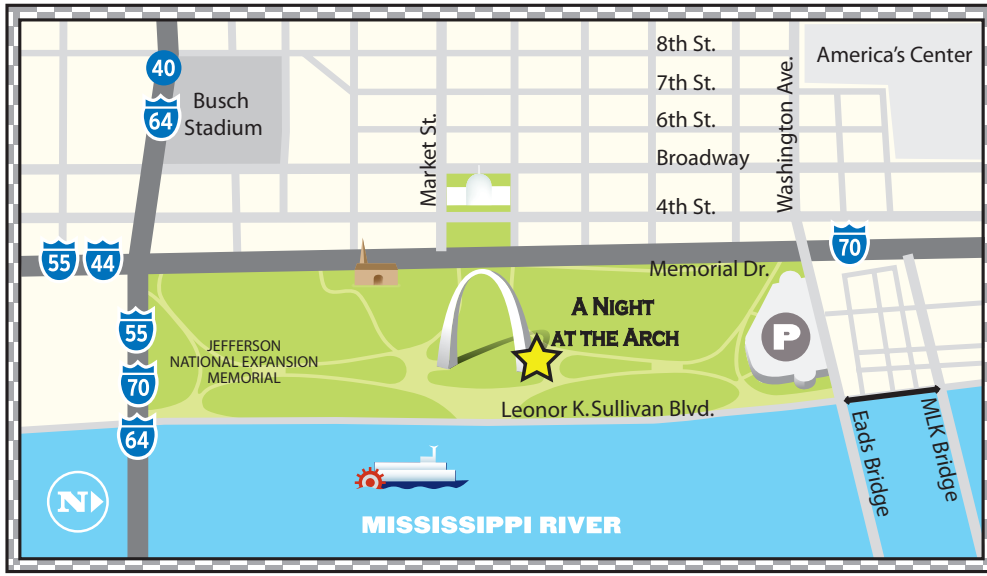 8th St.
7th St.
6th St.
Broadway
4th St.
Washington Ave.
America's Center
40
64
Busch
Stadium
Market St.
55
44
70
Memorial Dr.
A Night
at the Arch
P
55
70
64
JEFFERSON
NATIONAL EXPANSION
MEMORIAL
Leonor K.Sullivan Blvd.
Eads Bridge
MLK Bridge
N
MISSISSIPPI RIVER